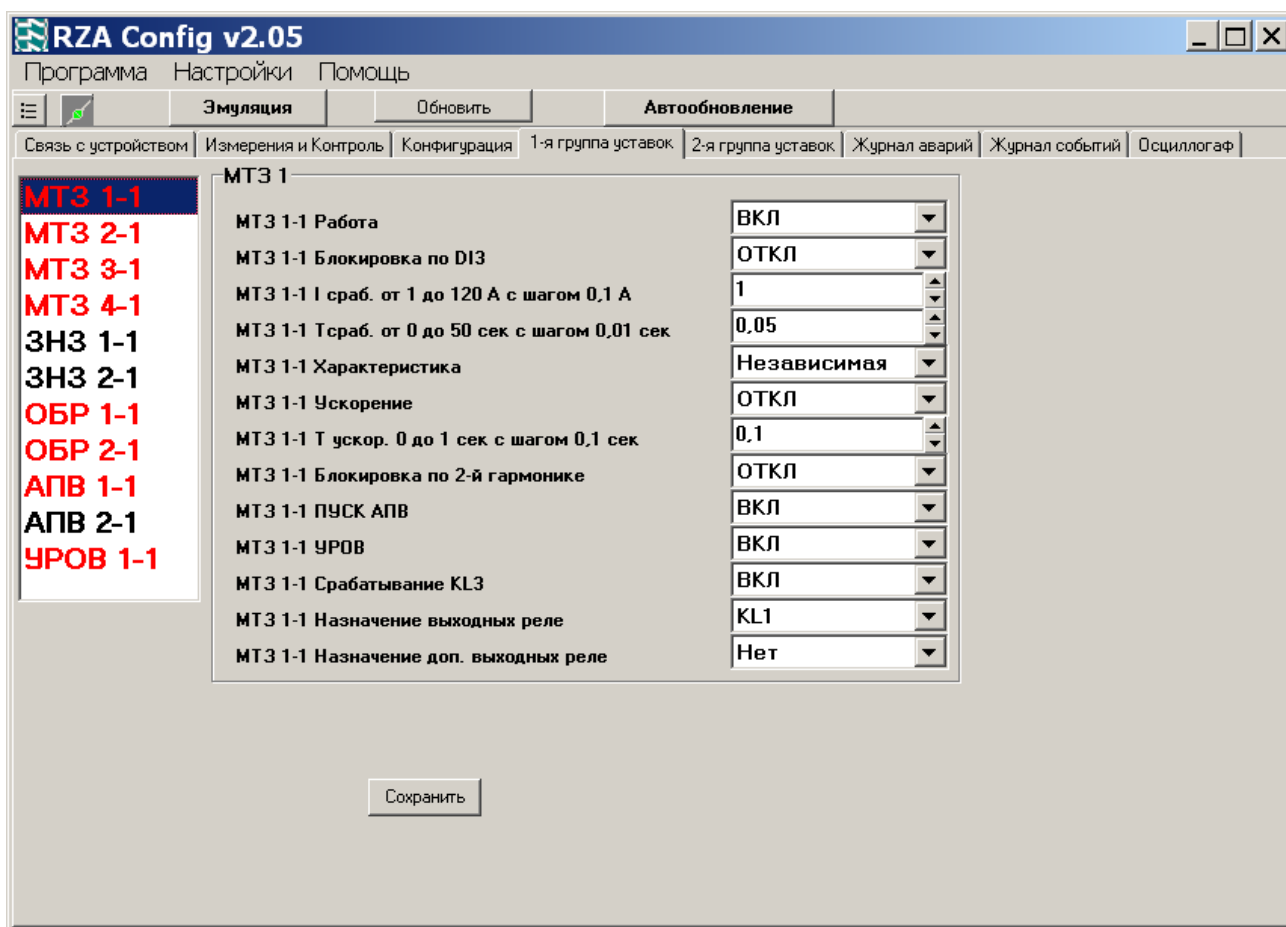 RZA Config v2.05
Программа Настройки Помощь
Эмуляция Обновить Автообновление
Связь с устройством Измерения и Контроль Конфигурация 1-я группа уставок 2-я группа уставок Журнал аварий Журнал событий Осциллогаф
МТЗ 1-1
МТЗ 2-1
МТЗ 3-1
МТЗ 4-1
ЗНЗ 1-1
ЗНЗ 2-1
ОБР 1-1
ОБР 2-1
АПВ 1-1
АПВ 2-1
УРОВ 1-1
МТЗ 1
МТЗ 1-1 Работа ВКЛ
МТЗ 1-1 Блокировка по DI3 ОТКЛ
МТЗ 1-1 I сраб. от 1 до 120 А с шагом 0,1 А 1
МТЗ 1-1 Тсраб. от 0 до 50 сек с шагом 0,01 сек 0,05
МТЗ 1-1 Характеристика Независимая
МТЗ 1-1 Ускорение ОТКЛ
МТЗ 1-1 Т ускор. 0 до 1 сек с шагом 0,1 сек 0,1
МТЗ 1-1 Блокировка по 2-й гармонике ОТКЛ
МТЗ 1-1 ПУСК АПВ ВКЛ
МТЗ 1-1 УРОВ ВКЛ
МТЗ 1-1 Срабатывание KL3 ВКЛ
МТЗ 1-1 Назначение выходных реле KL1
МТЗ 1-1 Назначение доп. выходных реле Нет
Сохранить